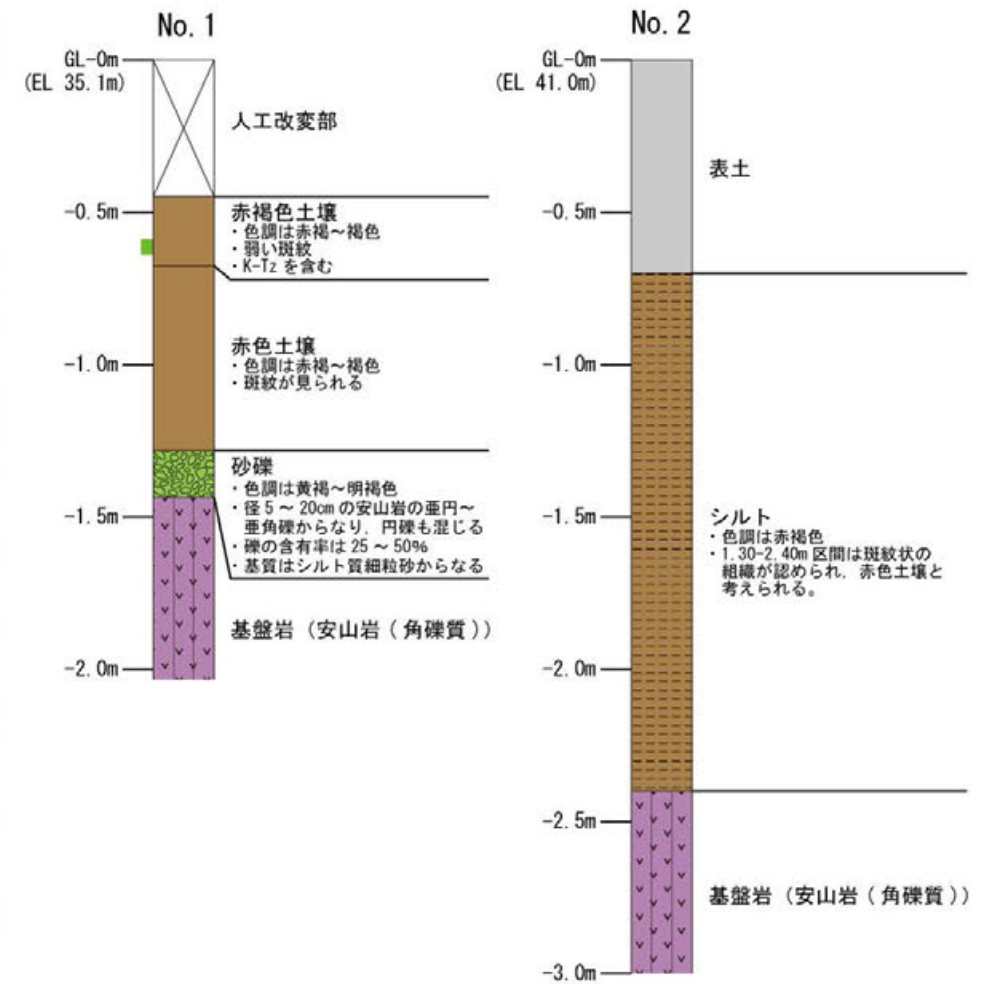 No. 1
GL-0m
(EL 35.1m)
人工改変部
-0.5m
赤褐色土壌
・色調は赤褐～褐色
・弱い斑紋
・K-Tz を含む
赤色土壌
-1.0m
・色調は赤褐～褐色
・斑紋が見られる
砂礫
・色調は黄褐～明褐色
-1.5m
・径 5 ～ 20cm の安山岩の亜円～
亜角礫からなり，円礫も混じる
・礫の含有率は 25 ～ 50%
・基質はシルト質細粒砂からなる
基盤岩（安山岩 ( 角礫質 )）
-2.0m
No. 2
GL-0m
(EL 41.0m)
表土
-0.5m
-1.0m
-1.5m
シルト
・色調は赤褐色
・1.30-2.40m 区間は斑紋状の
組織が認められ，赤色土壌と
考えられる。
-2.0m
-2.5m
基盤岩（安山岩 ( 角礫質 )）
-3.0m